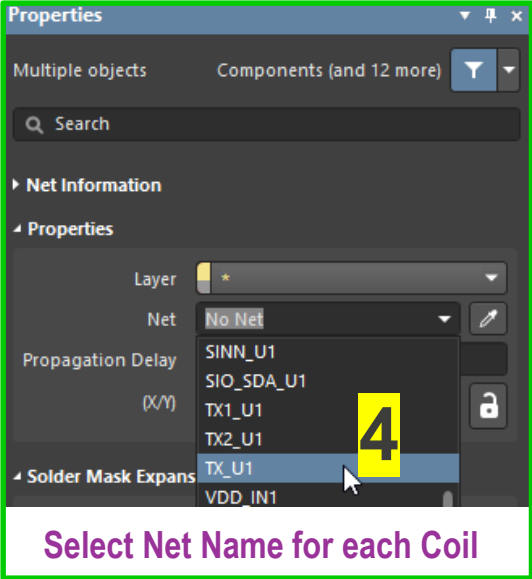 Properties
Multiple objects Components (and 12 more)
Search
Net Information
Properties
Layer *
Net No Net
Propagation Delay
SINN_U1
SIO_SDA_U1
(X/Y)
TX1_U1
TX2_U1
4
Solder Mask Expans
TX_U1
VDD_IN1
Select Net Name for each Coil